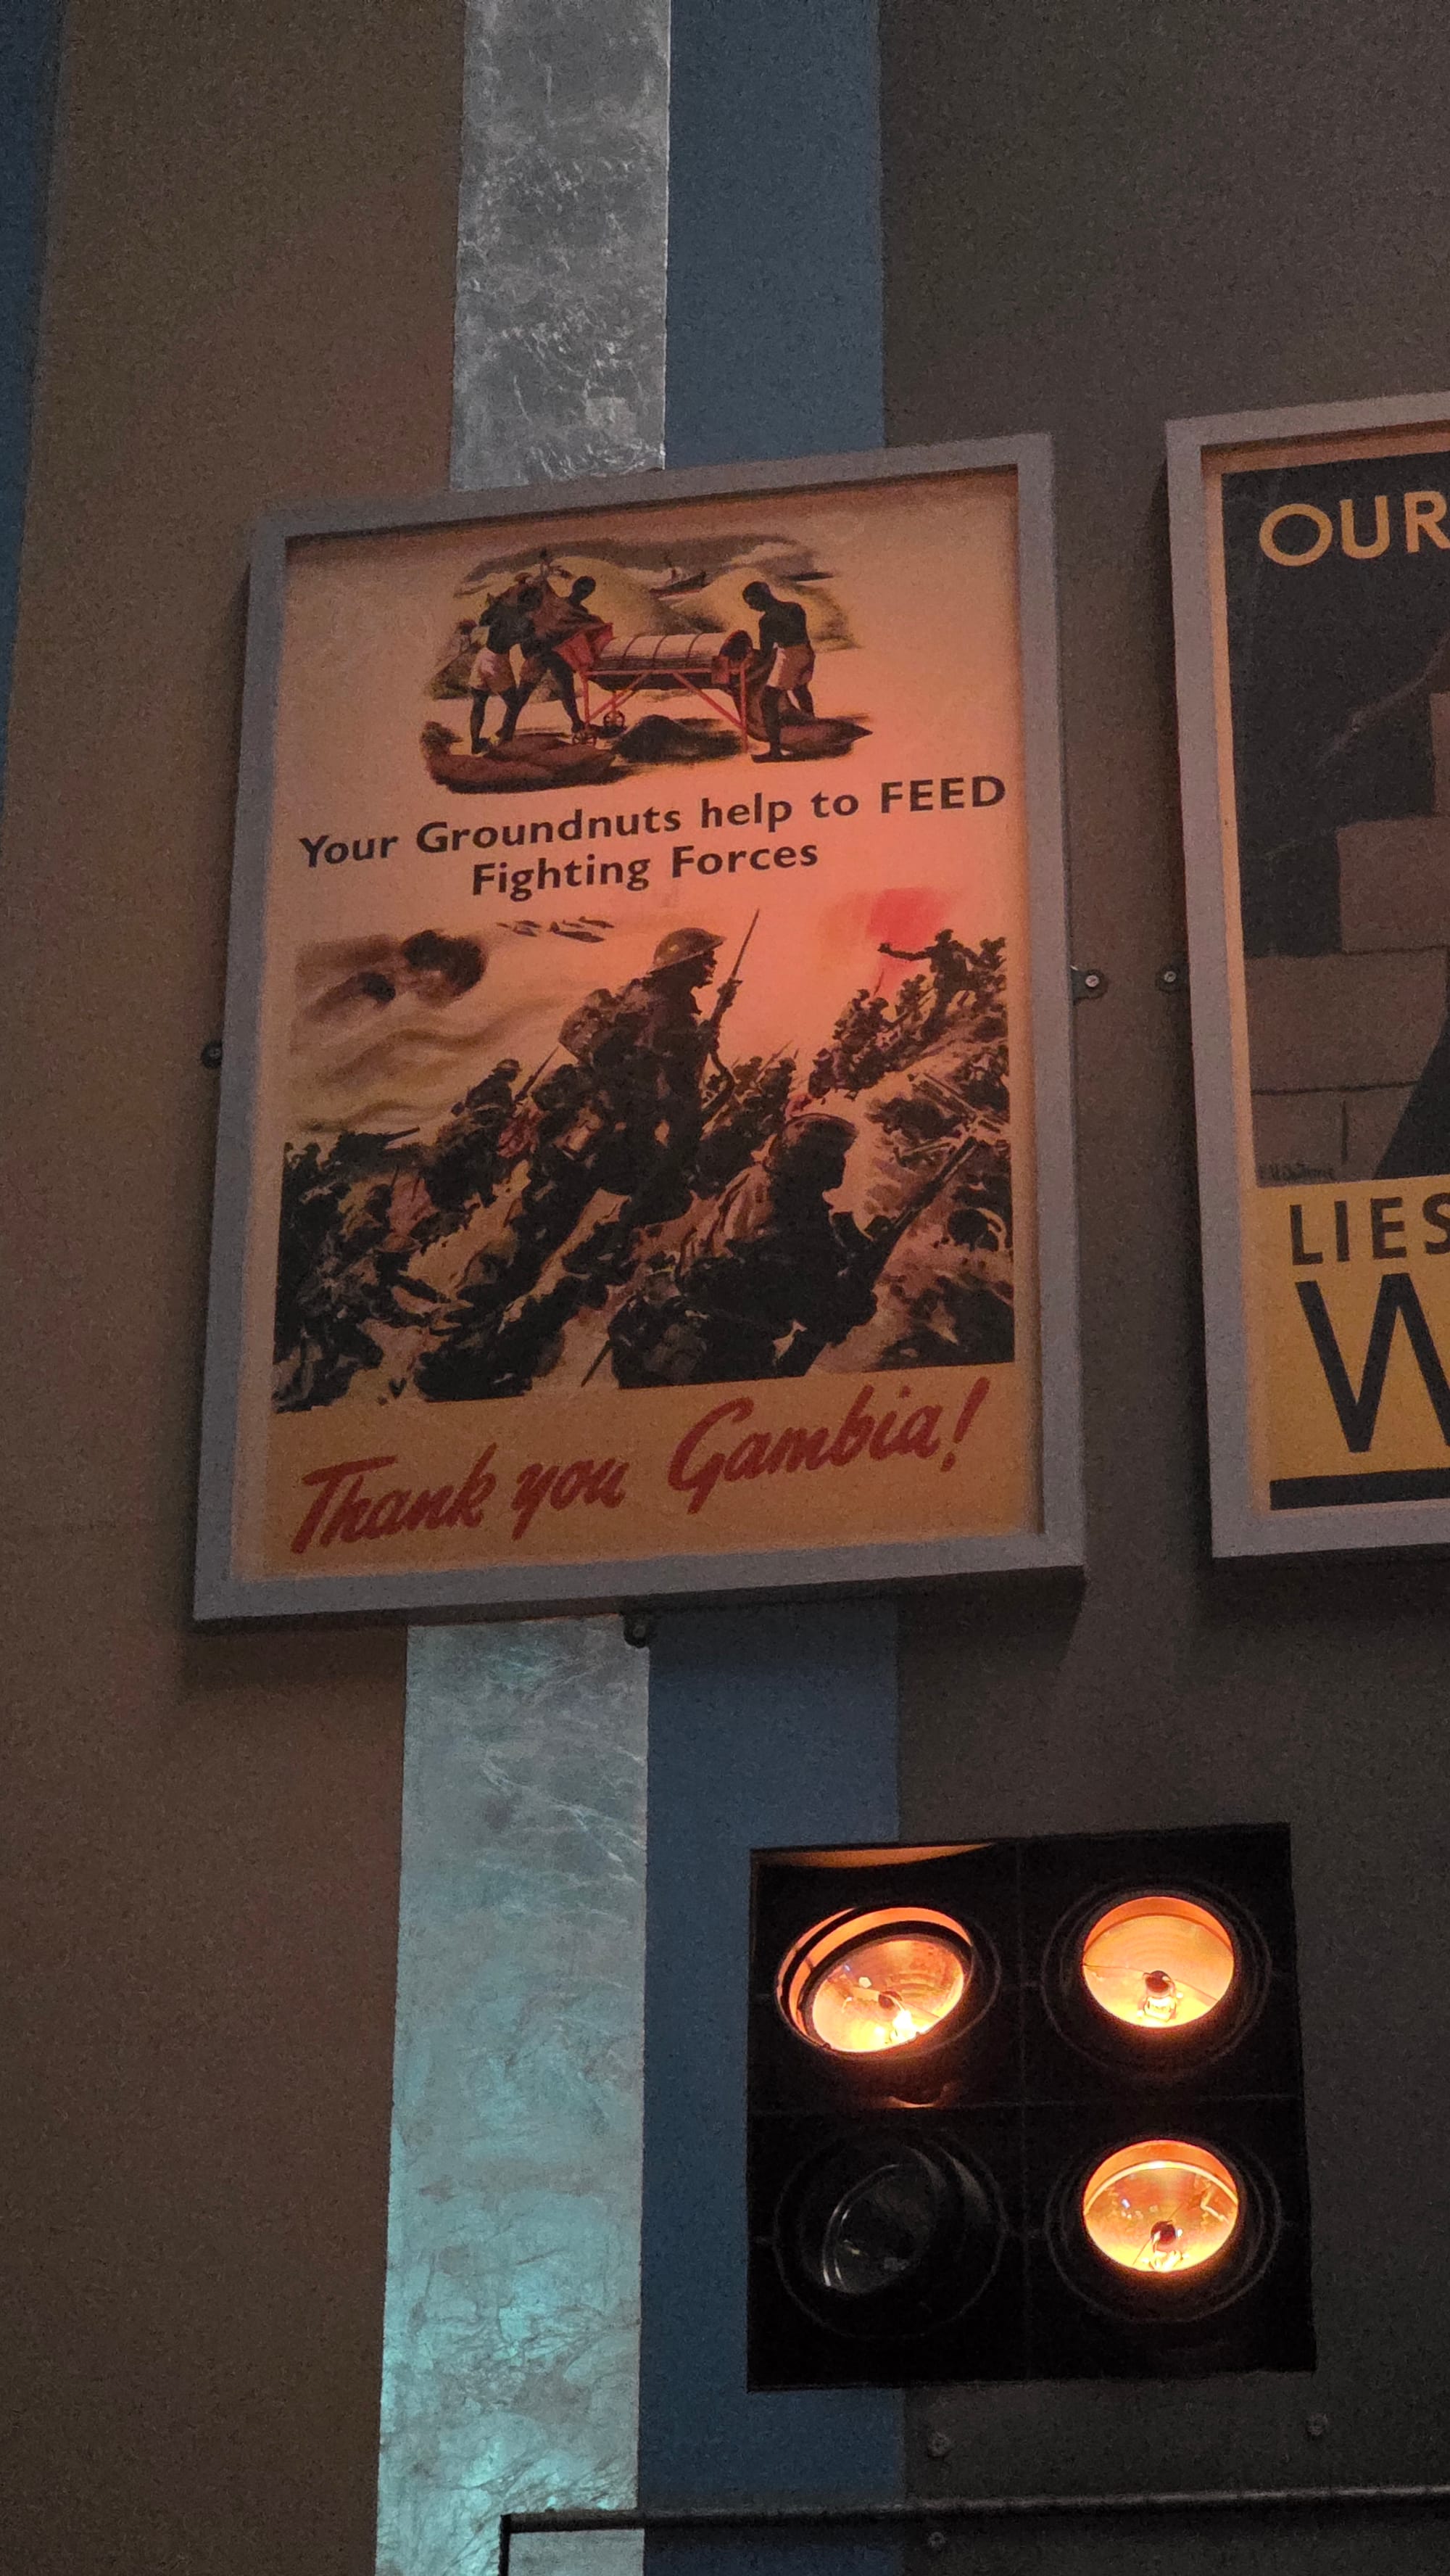 Your Groundnuts help to FEED
Fighting Forces
Thank you Gambia!
OUR
LIES
W